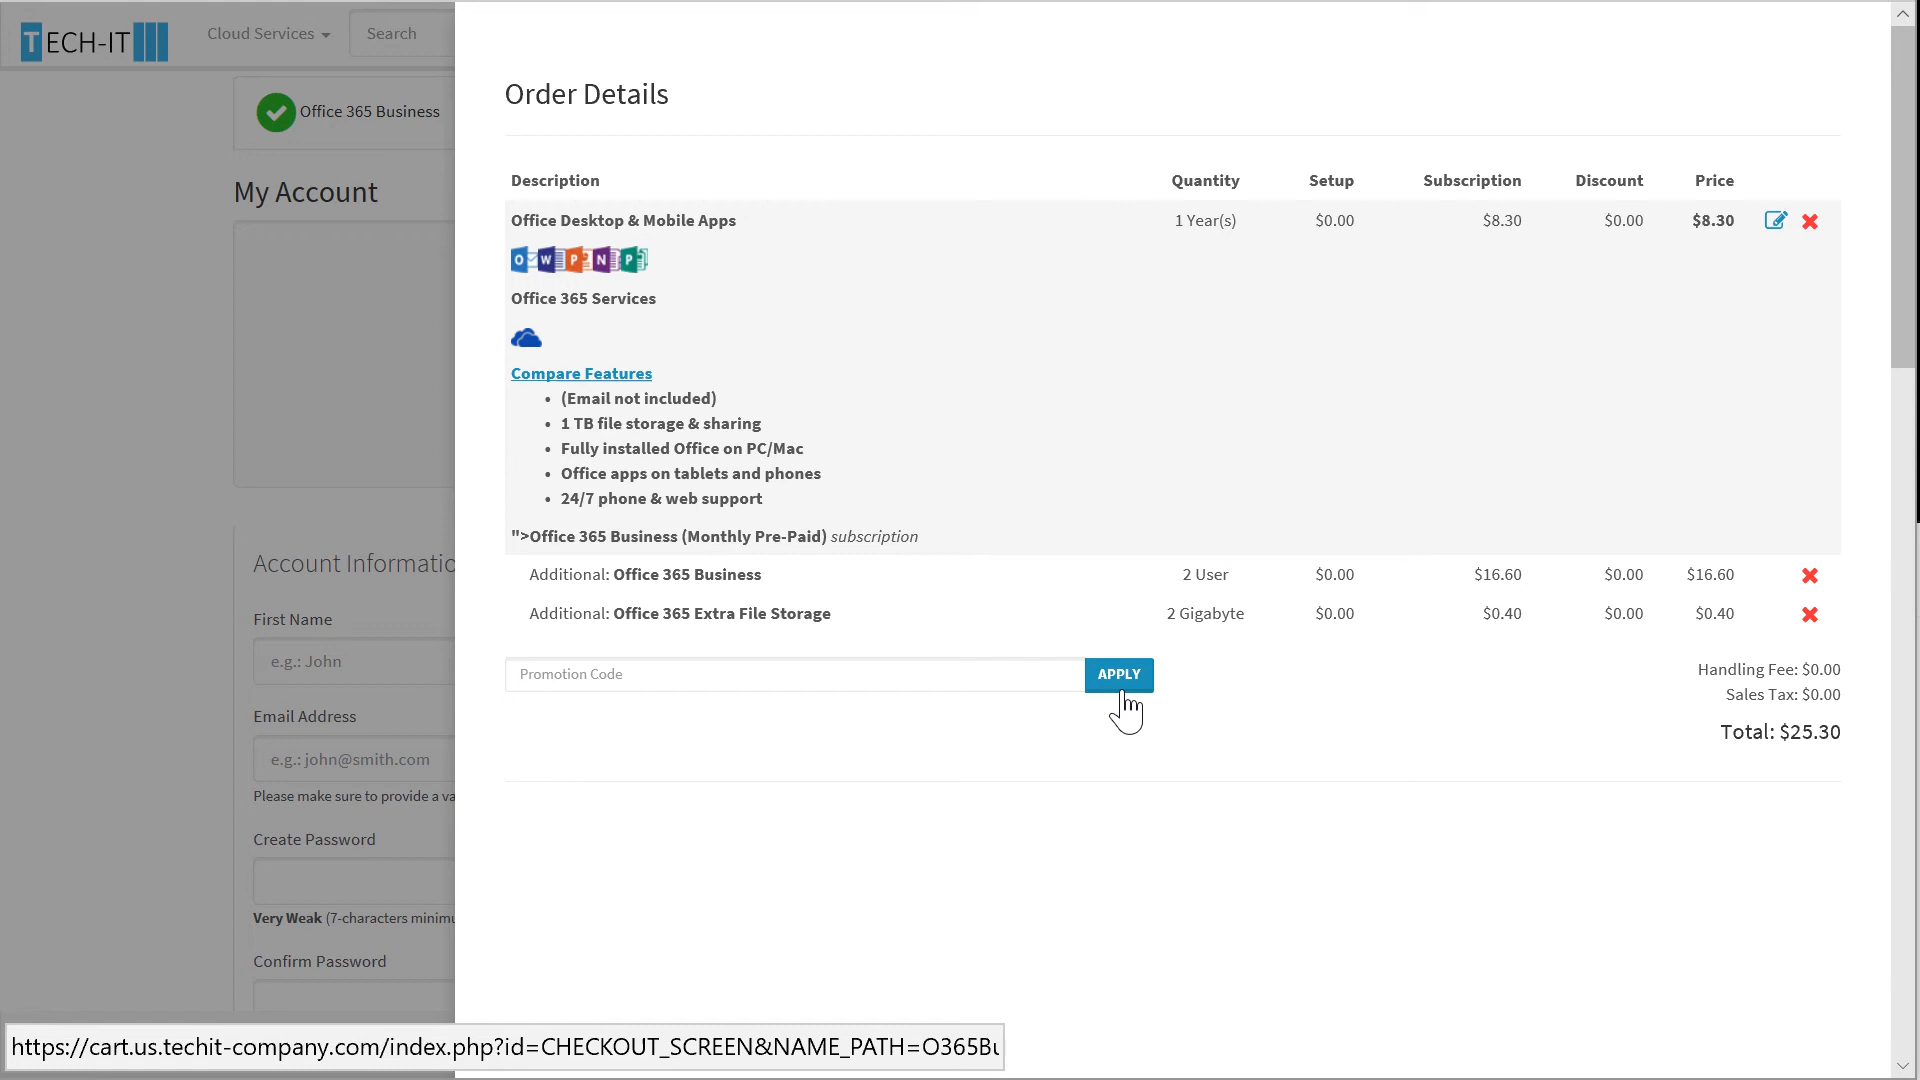 TECH-IT
Cloud Services
Search
Office 365 Business
My Account
Account Informatio
First Name
e.g.: John
Email Address
e.g.: john@smith.com
Please make sure to provide a va
Create Password
Very Weak (7-characters minimu
Confirm Password
Order Details
Description Quantity Setup Subscription Discount Price
Office Desktop & Mobile Apps 1 Year(s) $0.00 $8.30 $0.00 $8.30
O W P N P
Office 365 Services
Compare Features
• (Email not included)
• 1 TB file storage & sharing
• Fully installed Office on PC/Mac
• Office apps on tablets and phones
• 24/7 phone & web support
">Office 365 Business (Monthly Pre-Paid) subscription
Additional: Office 365 Business 2 User $0.00 $16.60 $0.00 $16.60
Additional: Office 365 Extra File Storage 2 Gigabyte $0.00 $0.40 $0.00 $0.40
Promotion Code APPLY
Handling Fee: $0.00
Sales Tax: $0.00
Total: $25.30
https://cart.us.techit-company.com/index.php?id=CHECKOUT_SCREEN&NAME_PATH=O365Bu